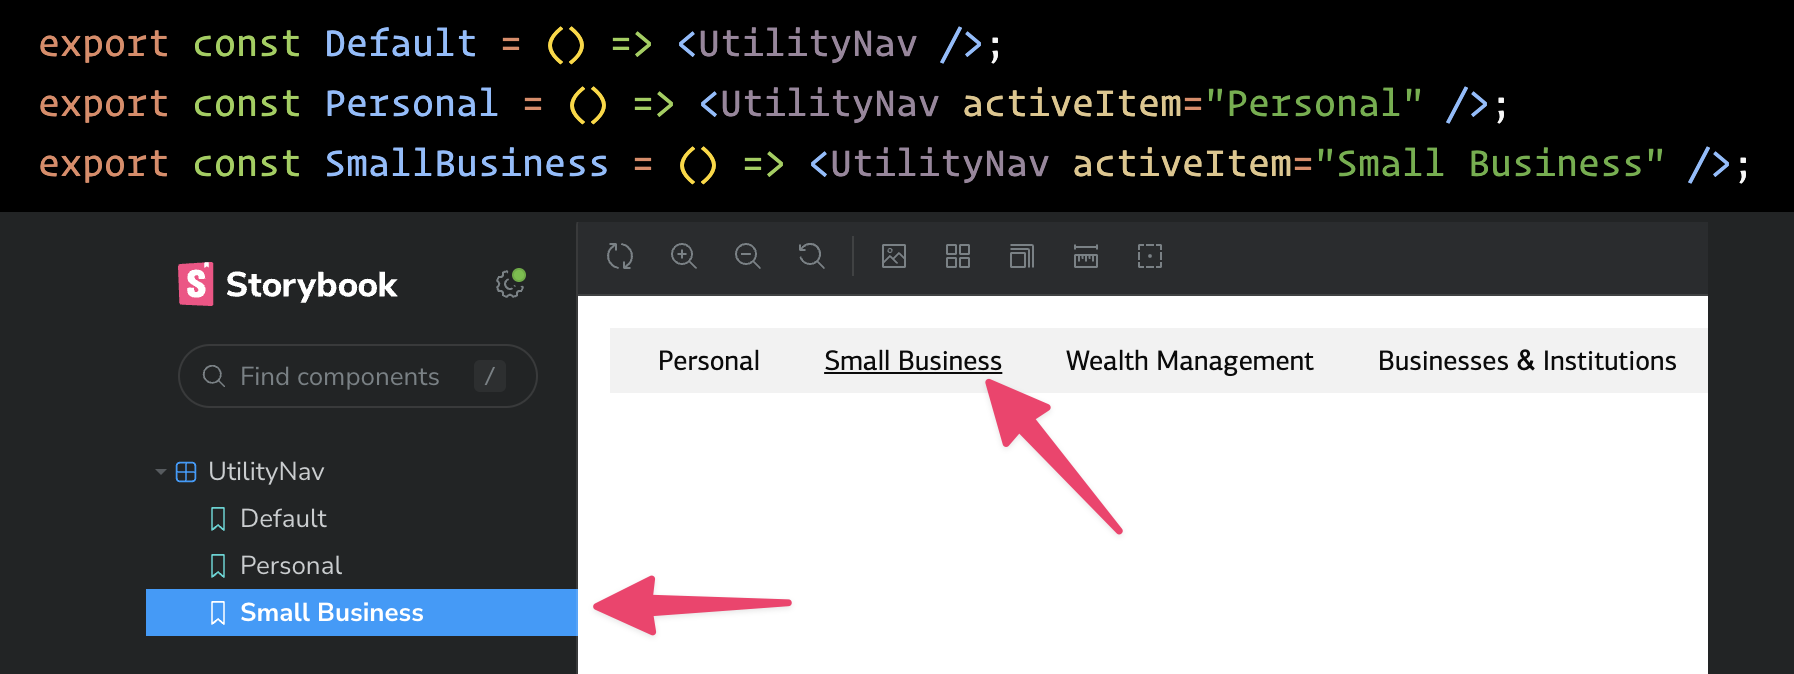 export const Default = () => <UtilityNav />;
export const Personal = () => <UtilityNav activeItem="Personal" />;
export const SmallBusiness = () => <UtilityNav activeItem="Small Business" />;
S Storybook
Find components /
UtilityNav
Default
Personal
Small Business
Personal Small Business Wealth Management Businesses & Institutions